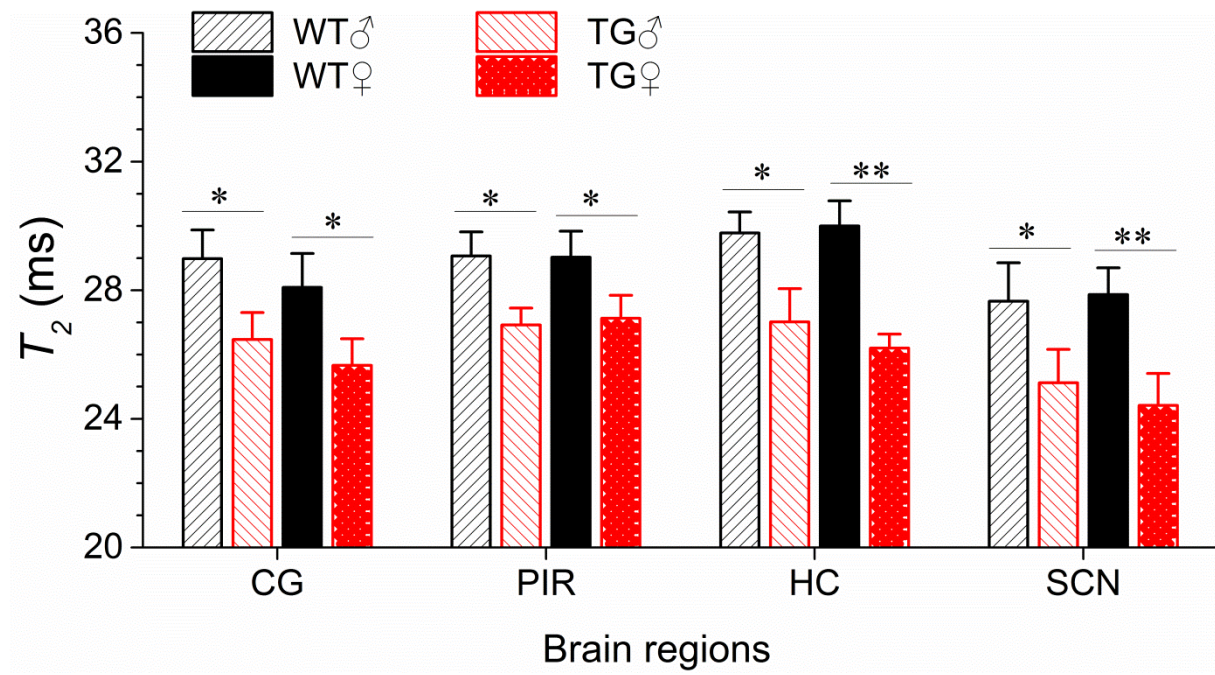 WT♂ TG♂
WT♀ TG♀
36
32
28
24
20
T₂ (ms)
* * * * * ** * **
CG PIR HC SCN
Brain regions